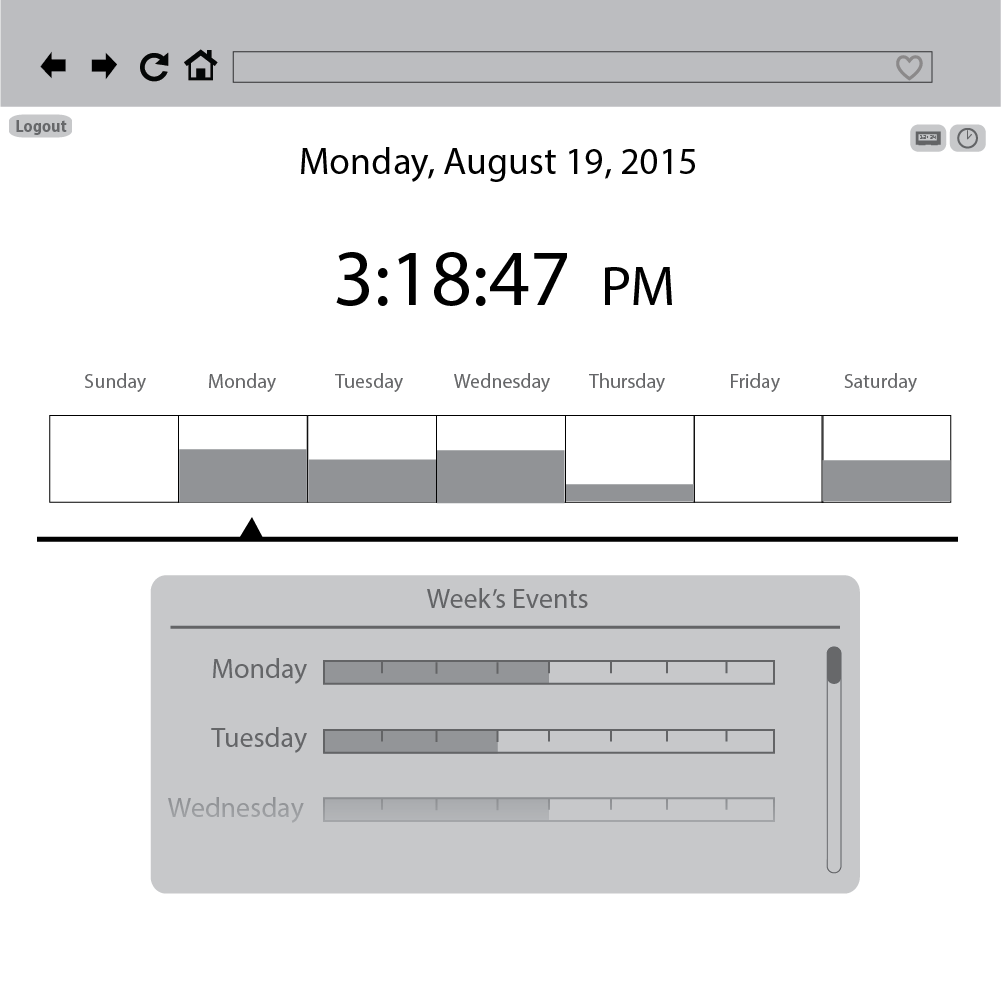 Logout
Monday, August 19, 2015
3:18:47 PM
Sunday Monday Tuesday Wednesday Thursday Friday Saturday
Week’s Events
Monday
Tuesday
Wednesday